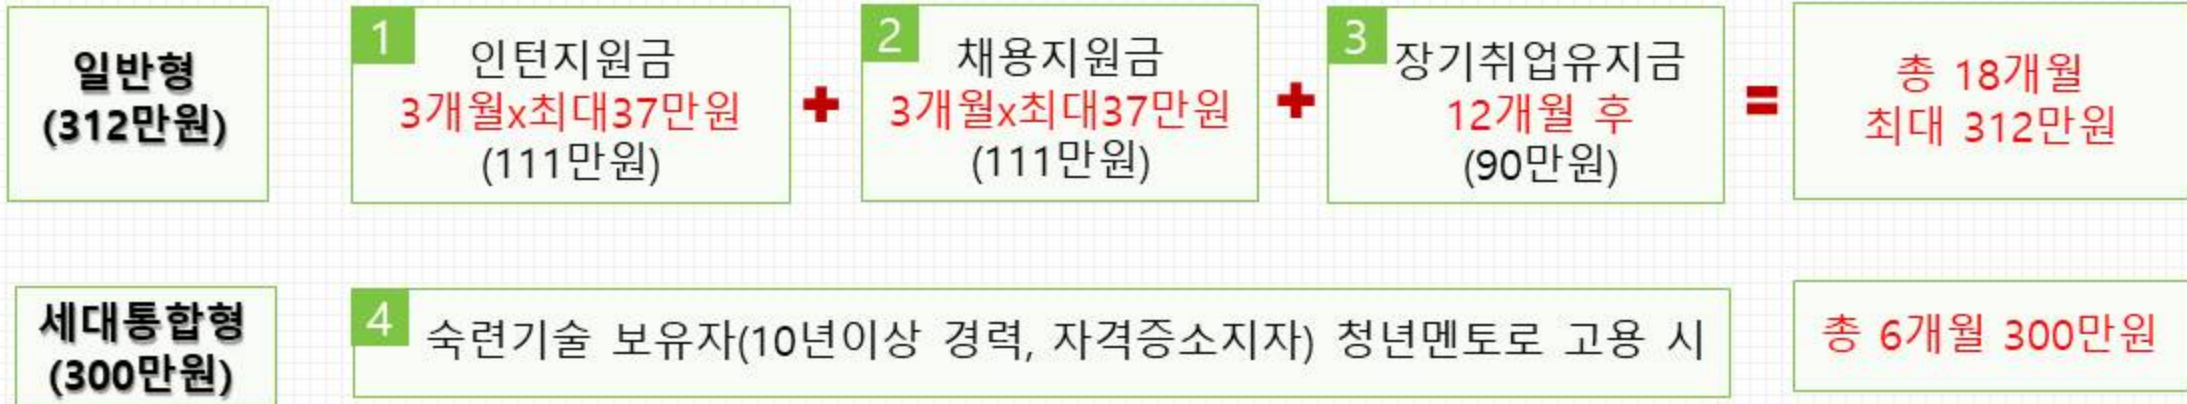 일반형
(312만원)
1
인턴지원금
3개월x최대37만원
(111만원)
+
2
채용지원금
3개월x최대37만원
(111만원)
+
3
장기취업유지금
12개월 후
(90만원)
=
총 18개월
최대 312만원
세대통합형
(300만원)
4
숙련기술 보유자(10년이상 경력, 자격증소지자) 청년멘토로 고용 시
총 6개월 300만원